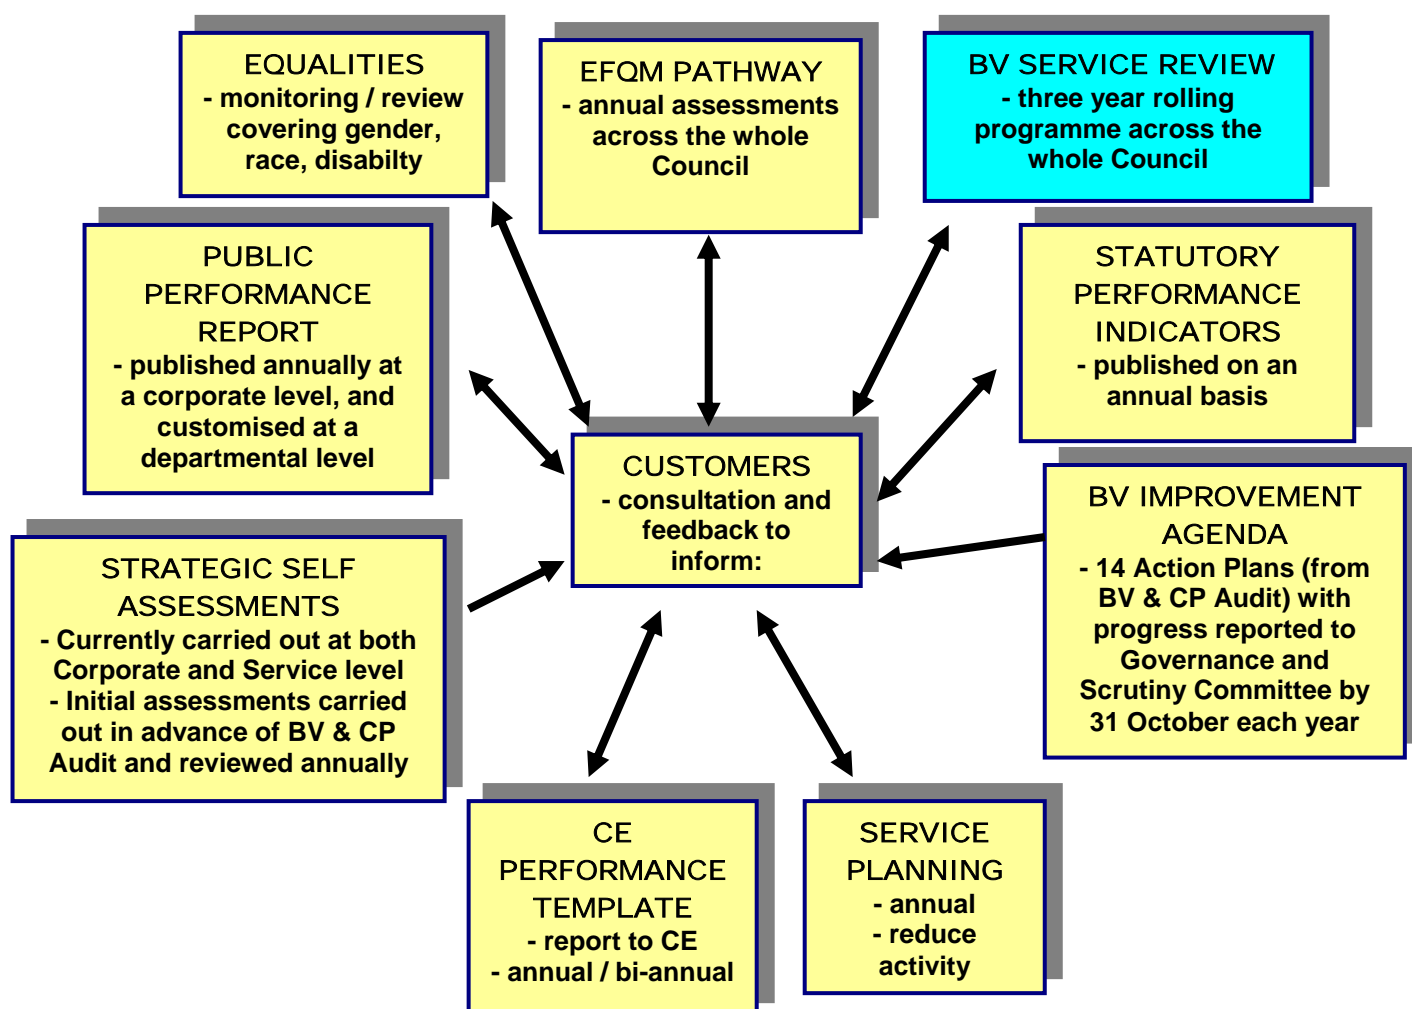 EQUALITIES
- monitoring / review
covering gender,
race, disabilty
EFQM PATHWAY
- annual assessments
across the whole
Council
BV SERVICE REVIEW
- three year rolling
programme across the
whole Council
PUBLIC
PERFORMANCE
REPORT
- published annually at
a corporate level, and
customised at a
departmental level
STATUTORY
PERFORMANCE
INDICATORS
- published on an
annual basis
CUSTOMERS
- consultation and
feedback to
inform:
STRATEGIC SELF
ASSESSMENTS
- Currently carried out at both
Corporate and Service level
- Initial assessments carried
out in advance of BV & CP
Audit and reviewed annually
BV IMPROVEMENT
AGENDA
- 14 Action Plans (from
BV & CP Audit) with
progress reported to
Governance and
Scrutiny Committee by
31 October each year
CE
PERFORMANCE
TEMPLATE
- report to CE
- annual / bi-annual
SERVICE
PLANNING
- annual
- reduce
activity